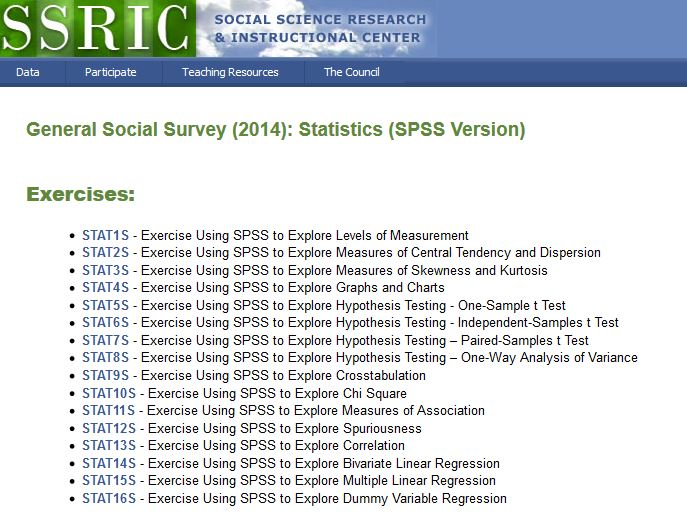 SSRIC
SOCIAL SCIENCE RESEARCH
& INSTRUCTIONAL CENTER
Data Participate Teaching Resources The Council
General Social Survey (2014): Statistics (SPSS Version)
Exercises:
STAT1S - Exercise Using SPSS to Explore Levels of Measurement
STAT2S - Exercise Using SPSS to Explore Measures of Central Tendency and Dispersion
STAT3S - Exercise Using SPSS to Explore Measures of Skewness and Kurtosis
STAT4S - Exercise Using SPSS to Explore Graphs and Charts
STAT5S - Exercise Using SPSS to Explore Hypothesis Testing - One-Sample t Test
STAT6S - Exercise Using SPSS to Explore Hypothesis Testing - Independent-Samples t Test
STAT7S - Exercise Using SPSS to Explore Hypothesis Testing – Paired-Samples t Test
STAT8S - Exercise Using SPSS to Explore Hypothesis Testing – One-Way Analysis of Variance
STAT9S - Exercise Using SPSS to Explore Crosstabulation
STAT10S - Exercise Using SPSS to Explore Chi Square
STAT11S - Exercise Using SPSS to Explore Measures of Association
STAT12S - Exercise Using SPSS to Explore Spuriousness
STAT13S - Exercise Using SPSS to Explore Correlation
STAT14S - Exercise Using SPSS to Explore Bivariate Linear Regression
STAT15S - Exercise Using SPSS to Explore Multiple Linear Regression
STAT16S - Exercise Using SPSS to Explore Dummy Variable Regression